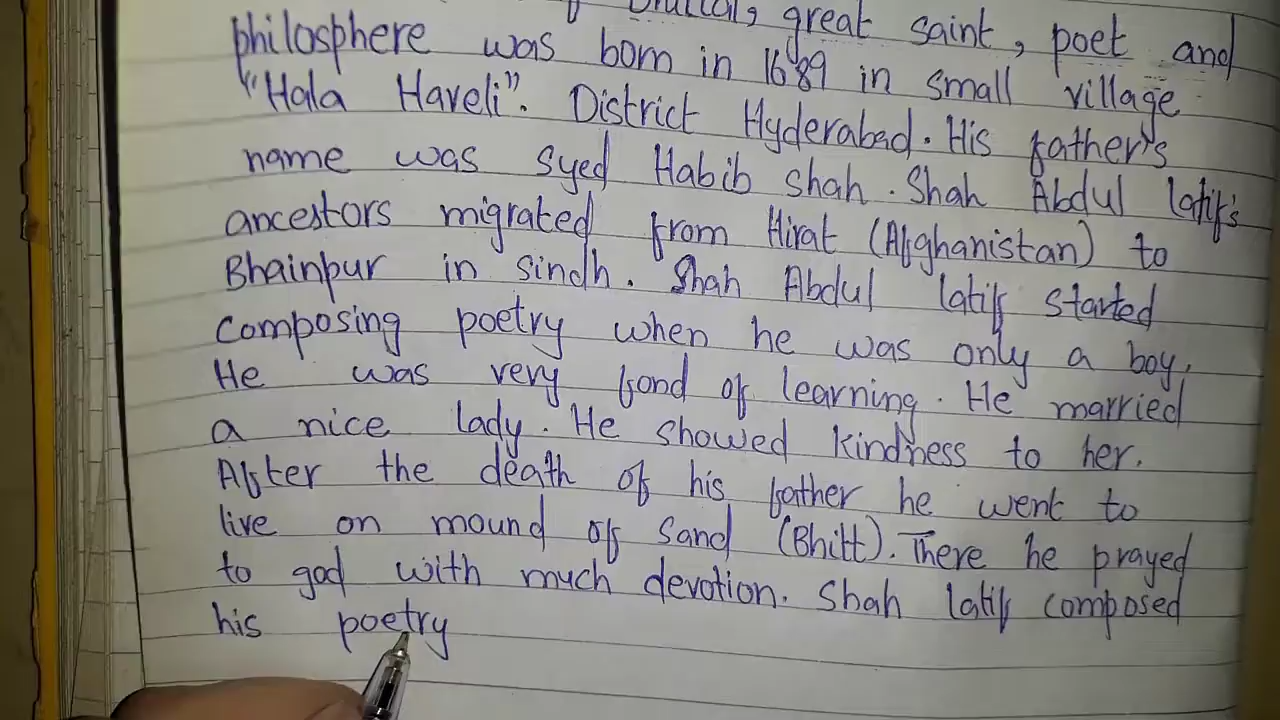 great saint, poet and
philosphere was born in 1689 in small village
"Hala Haveli". District Hyderabad. His father's
name was syed Habib shah. Shah Abdul latif's
ancestors migrated from Hirat (Afghanistan) to
Bhainpur in sindh. Shah Abdul latif started
composing poetry when he was only a boy.
He was very fond of learning. He married
a nice lady. He showed kindness to her.
After the death of his father he went to
live on mound of sand (Bhitt). There he prayed
to god with much devotion. Shah latif composed
his poetry